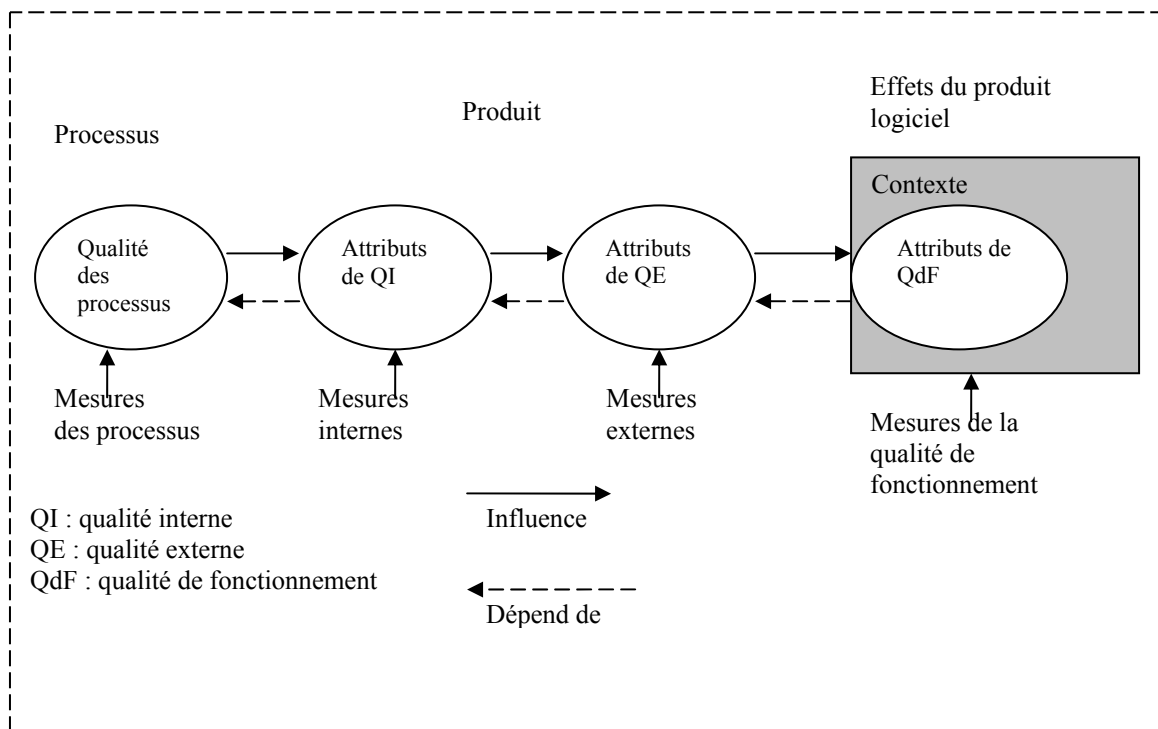 Processus
Produit
Effets du produit
logiciel
Contexte
Qualité
des
processus
Attributs
de QI
Attributs
de QE
Attributs de
QdF
Mesures
des processus
Mesures
internes
Mesures
externes
Mesures de la
qualité de
fonctionnement
QI : qualité interne
QE : qualité externe
QdF : qualité de fonctionnement
Influence
Dépend de